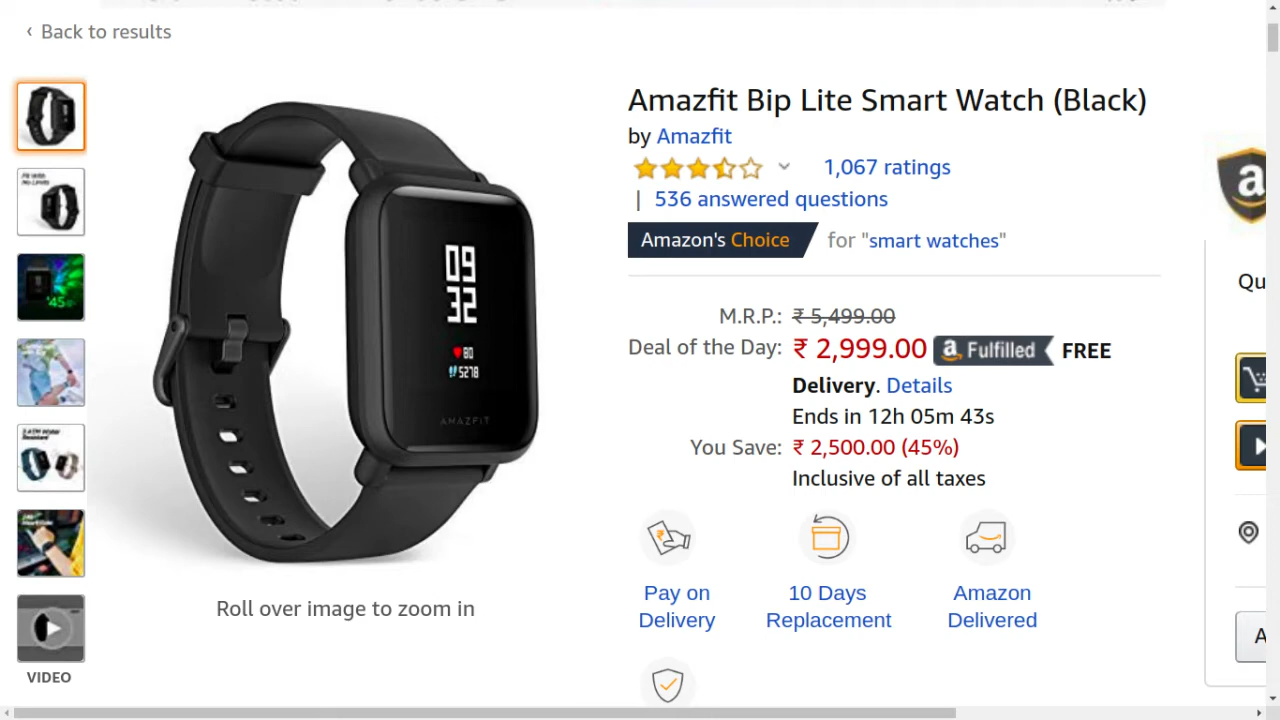 ‹ Back to results
Amazfit Bip Lite Smart Watch (Black)
by Amazfit
1,067 ratings
| 536 answered questions
Amazon's Choice for "smart watches"
M.R.P.: ₹ 5,499.00
Deal of the Day: ₹ 2,999.00 a Fulfilled FREE
Delivery. Details
Ends in 12h 05m 43s
You Save: ₹ 2,500.00 (45%)
Inclusive of all taxes
Pay on
Delivery
10 Days
Replacement
Amazon
Delivered
Roll over image to zoom in
09
32
80
5278
AMAZFIT
45
VIDEO
a
Qu
A